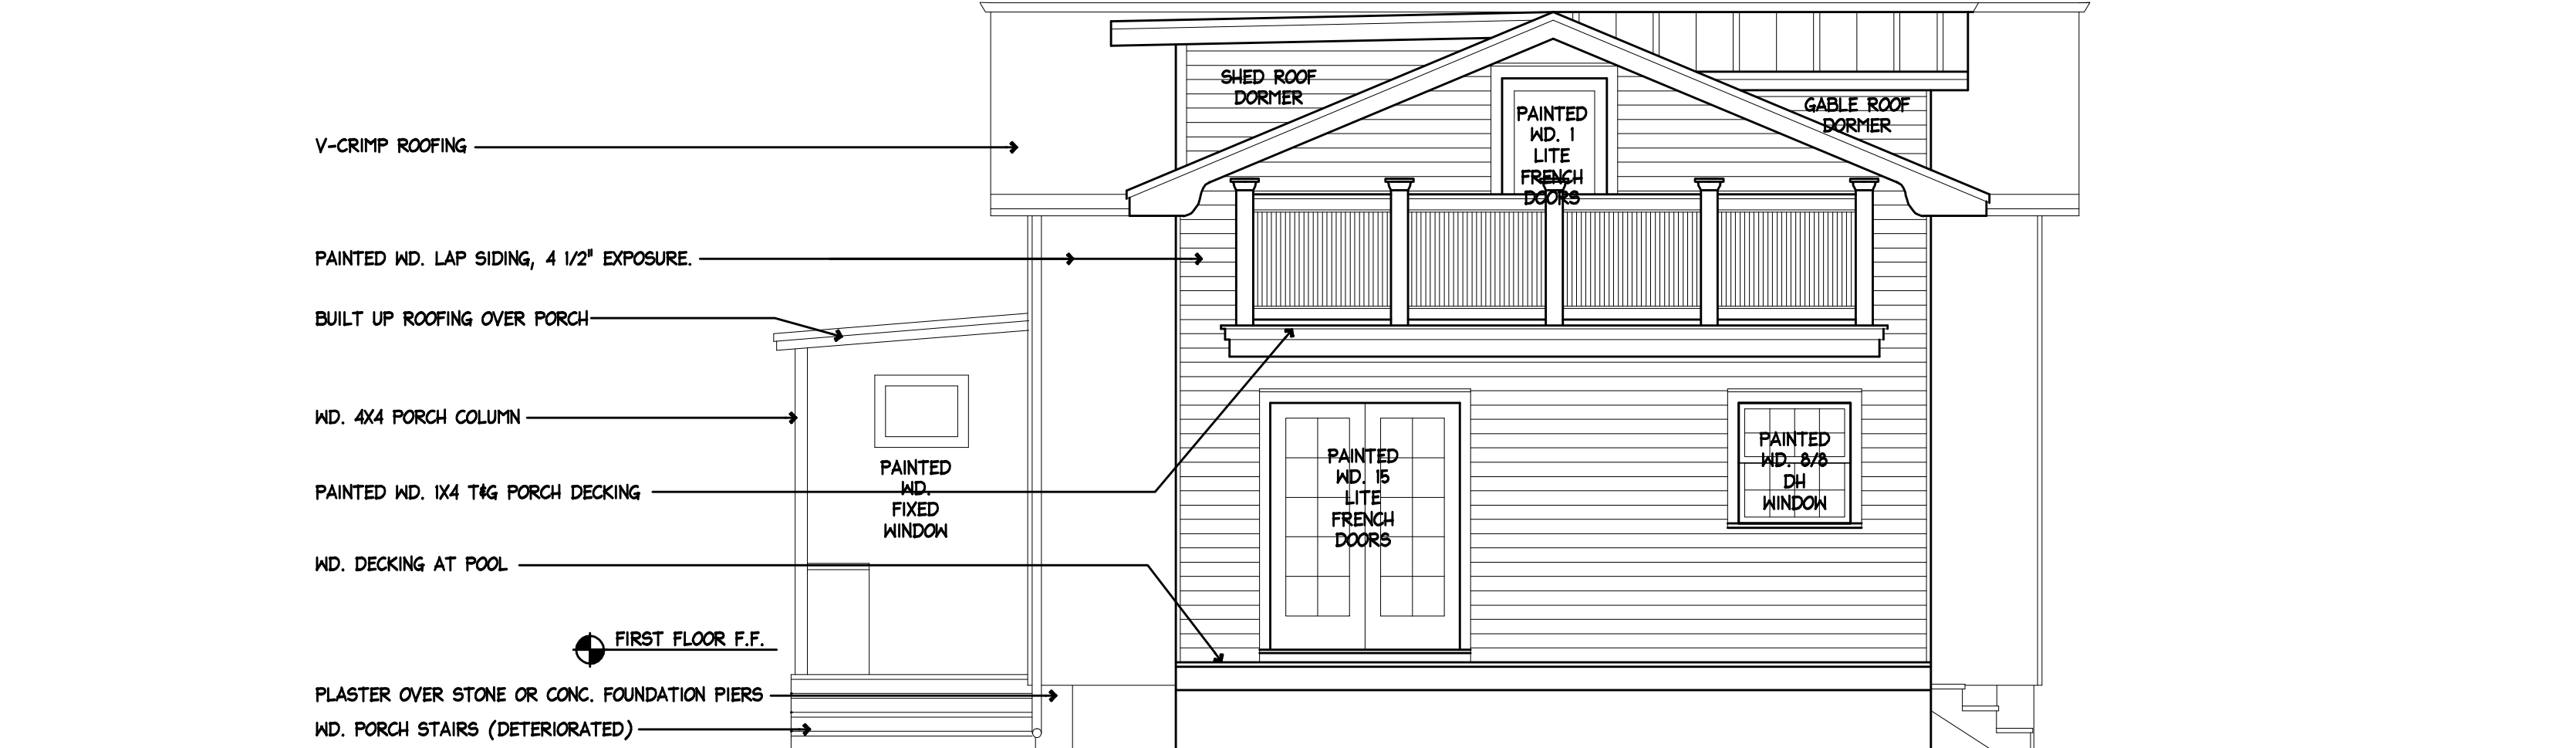 SHED ROOF
DORMER
GABLE ROOF
DORMER
PAINTED
WD. 1
LITE
FRENCH
DOORS
V-CRIMP ROOFING
PAINTED WD. LAP SIDING, 4 1/2" EXPOSURE.
BUILT UP ROOFING OVER PORCH
WD. 4X4 PORCH COLUMN
PAINTED
WD.
FIXED
WINDOW
PAINTED
WD. 15
LITE
FRENCH
DOORS
PAINTED
WD. 8/8
DH
WINDOW
PAINTED WD. 1X4 T&G PORCH DECKING
WD. DECKING AT POOL
FIRST FLOOR F.F.
PLASTER OVER STONE OR CONC. FOUNDATION PIERS
WD. PORCH STAIRS (DETERIORATED)